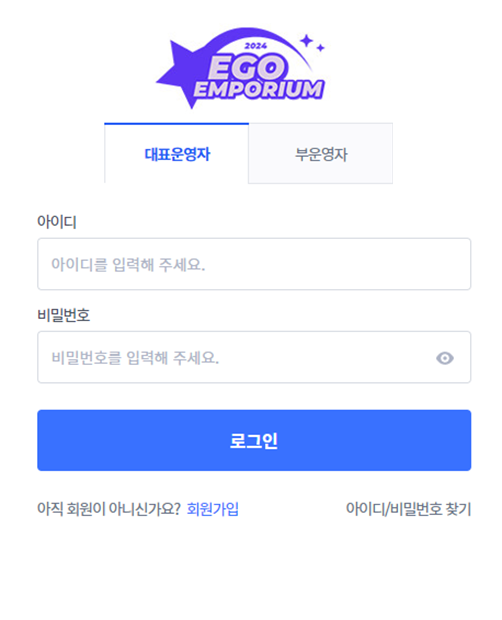 2024
EGO
EMPORIUM
대표운영자 부운영자
아이디
아이디를 입력해 주세요.
비밀번호
비밀번호를 입력해 주세요.
로그인
아직 회원이 아니신가요? 회원가입 아이디/비밀번호 찾기